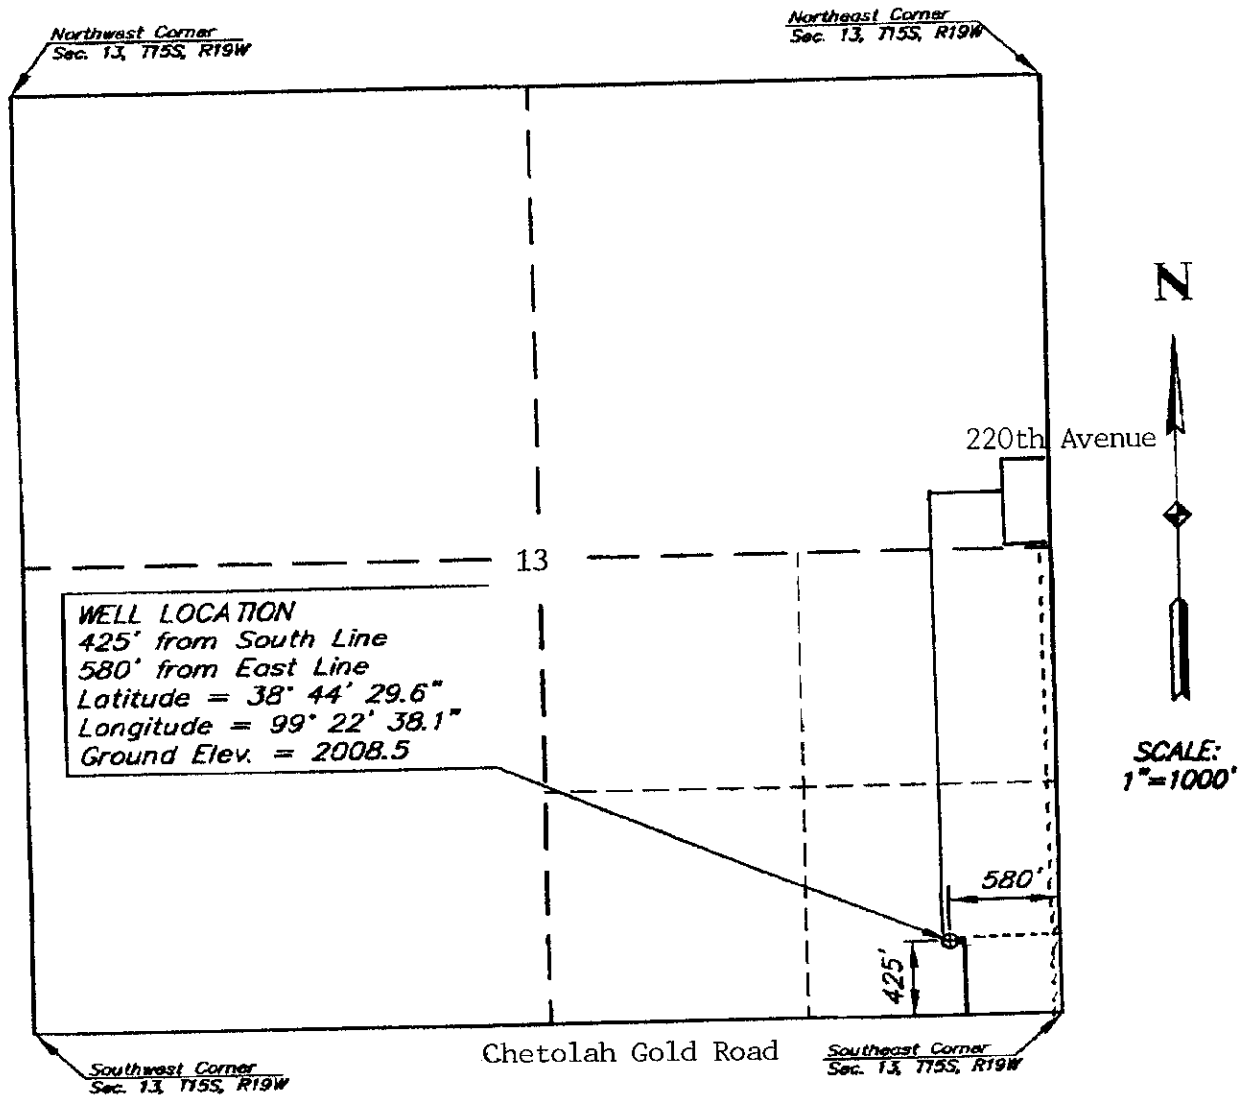 Northwest Corner
Sec. 13, T15S, R19W
Northeast Corner
Sec. 13, T15S, R19W
N
220th Avenue
13
WELL LOCATION
425' from South Line
580' from East Line
Latitude = 38° 44' 29.6"
Longitude = 99° 22' 38.1"
Ground Elev. = 2008.5
SCALE:
1"=1000'
580'
425'
Chetolah Gold Road
Southwest Corner
Sec. 13, T15S, R19W
Southeast Corner
Sec. 13, T15S, R19W